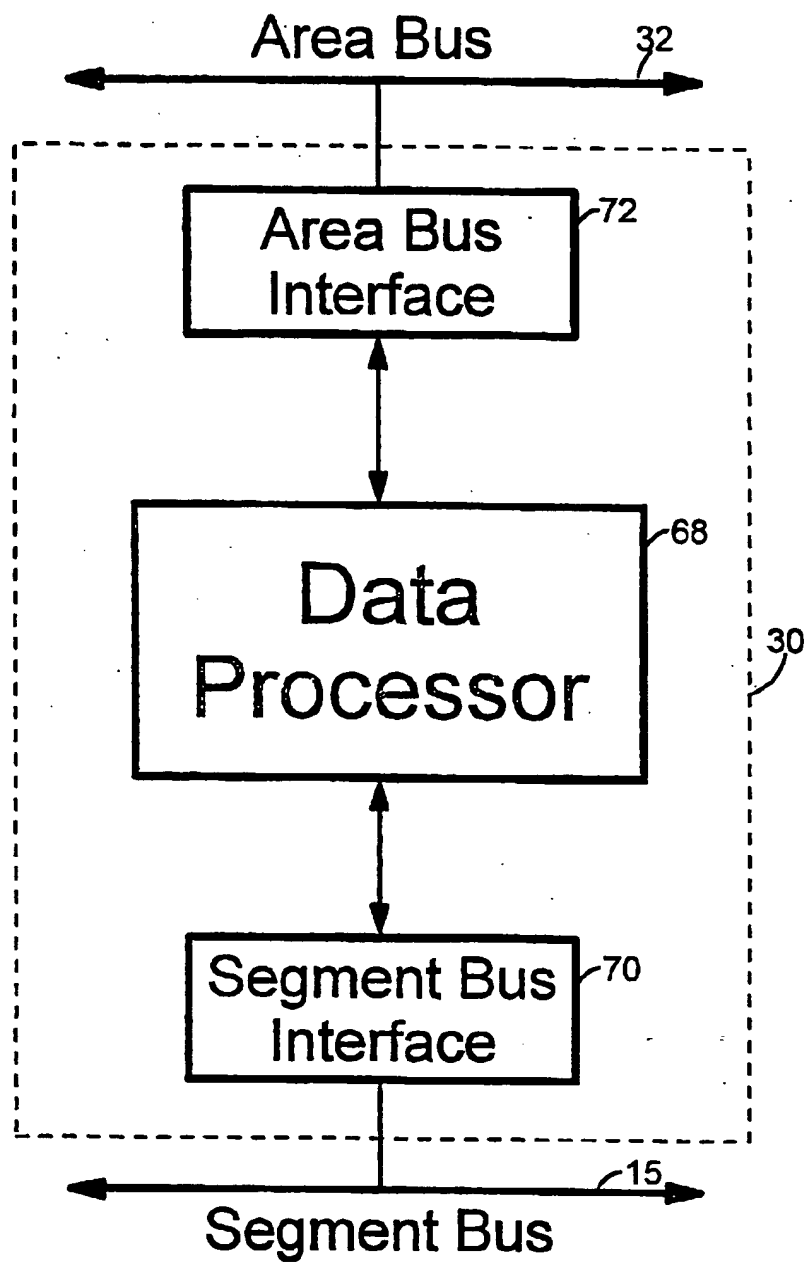 Area Bus
32
Area Bus
Interface
72
Data
Processor
68
30
Segment Bus
Interface
70
15
Segment Bus